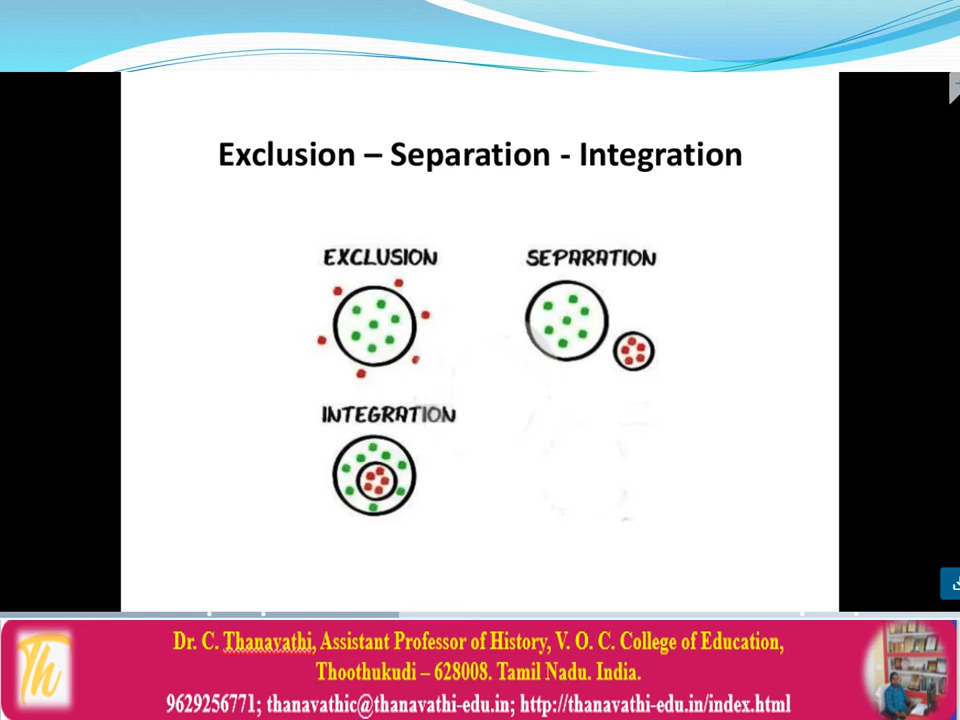 Exclusion – Separation - Integration
EXCLUSION
SEPARATION
INTEGRATION
Th
Dr. C. Thanavathi, Assistant Professor of History, V. O. C. College of Education,
Thoothukudi – 628008. Tamil Nadu. India.
9629256771; thanavathic@thanavathi-edu.in; http://thanavathi-edu.in/index.html